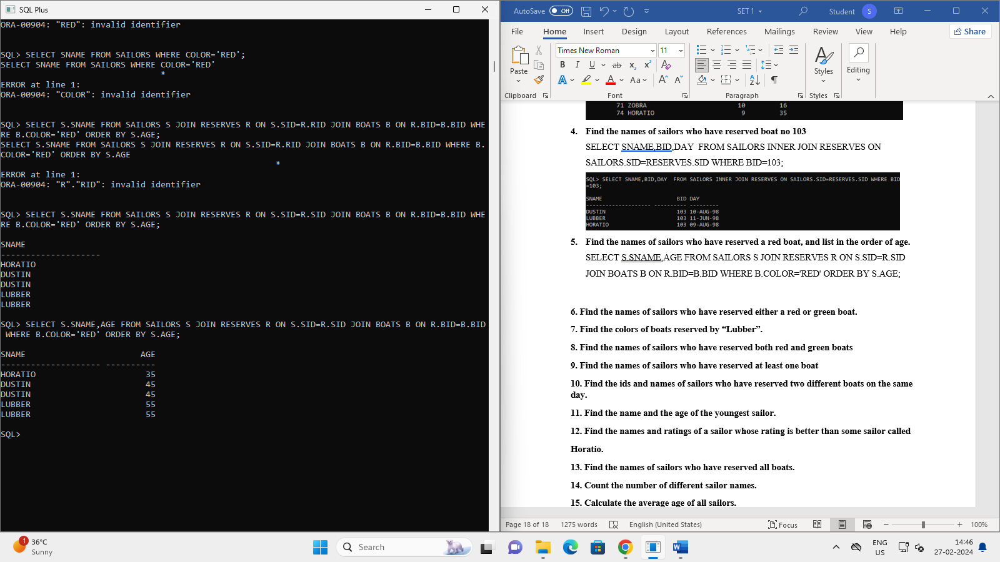 SQL Plus
ORA-00904: "RED": invalid identifier
SQL> SELECT SNAME FROM SAILORS WHERE COLOR='RED';
SELECT SNAME FROM SAILORS WHERE COLOR='RED'
*
ERROR at line 1:
ORA-00904: "COLOR": invalid identifier
SQL> SELECT S.SNAME FROM SAILORS S JOIN RESERVES R ON S.SID=R.RID JOIN BOATS B ON R.BID=B.BID WHE
RE B.COLOR='RED' ORDER BY S.AGE;
SELECT S.SNAME FROM SAILORS S JOIN RESERVES R ON S.SID=R.RID JOIN BOATS B ON R.BID=B.BID WHERE B.
COLOR='RED' ORDER BY S.AGE
*
ERROR at line 1:
ORA-00904: "R"."RID": invalid identifier
SQL> SELECT S.SNAME FROM SAILORS S JOIN RESERVES R ON S.SID=R.SID JOIN BOATS B ON R.BID=B.BID WHE
RE B.COLOR='RED' ORDER BY S.AGE;
SNAME
--------------------
HORATIO
DUSTIN
DUSTIN
LUBBER
LUBBER
SQL> SELECT S.SNAME,AGE FROM SAILORS S JOIN RESERVES R ON S.SID=R.SID JOIN BOATS B ON R.BID=B.BID
WHERE B.COLOR='RED' ORDER BY S.AGE;
SNAME AGE
-------------------- ----------
HORATIO 35
DUSTIN 45
DUSTIN 45
LUBBER 55
LUBBER 55
SQL>
AutoSave Off SET 1 Student S
File Home Insert Design Layout References Mailings Review View Help Share
Times New Roman 11
Paste Styles Editing
Clipboard Font Paragraph Styles
71 ZOBRA 10 16
74 HORATIO 9 35
4. Find the names of sailors who have reserved boat no 103
SELECT SNAME,BID,DAY FROM SAILORS INNER JOIN RESERVES ON
SAILORS.SID=RESERVES.SID WHERE BID=103;
SQL> SELECT SNAME,BID,DAY FROM SAILORS INNER JOIN RESERVES ON SAILORS.SID=RESERVES.SID WHERE BID
=103;
SNAME BID DAY
-------------------- ---------- ---------
DUSTIN 103 10-AUG-98
LUBBER 103 11-JUN-98
HORATIO 103 09-AUG-98
5. Find the names of sailors who have reserved a red boat, and list in the order of age.
SELECT S.SNAME,AGE FROM SAILORS S JOIN RESERVES R ON S.SID=R.SID
JOIN BOATS B ON R.BID=B.BID WHERE B.COLOR='RED' ORDER BY S.AGE;
6. Find the names of sailors who have reserved either a red or green boat.
7. Find the colors of boats reserved by “Lubber”.
8. Find the names of sailors who have reserved both red and green boats
9. Find the names of sailors who have reserved at least one boat
10. Find the ids and names of sailors who have reserved two different boats on the same
day.
11. Find the name and the age of the youngest sailor.
12. Find the names and ratings of a sailor whose rating is better than some sailor called
Horatio.
13. Find the names of sailors who have reserved all boats.
14. Count the number of different sailor names.
15. Calculate the average age of all sailors.
Page 18 of 18 1275 words English (United States) Focus 100%
1 36°C
Sunny
Search
ENG
US
14:46
27-02-2024